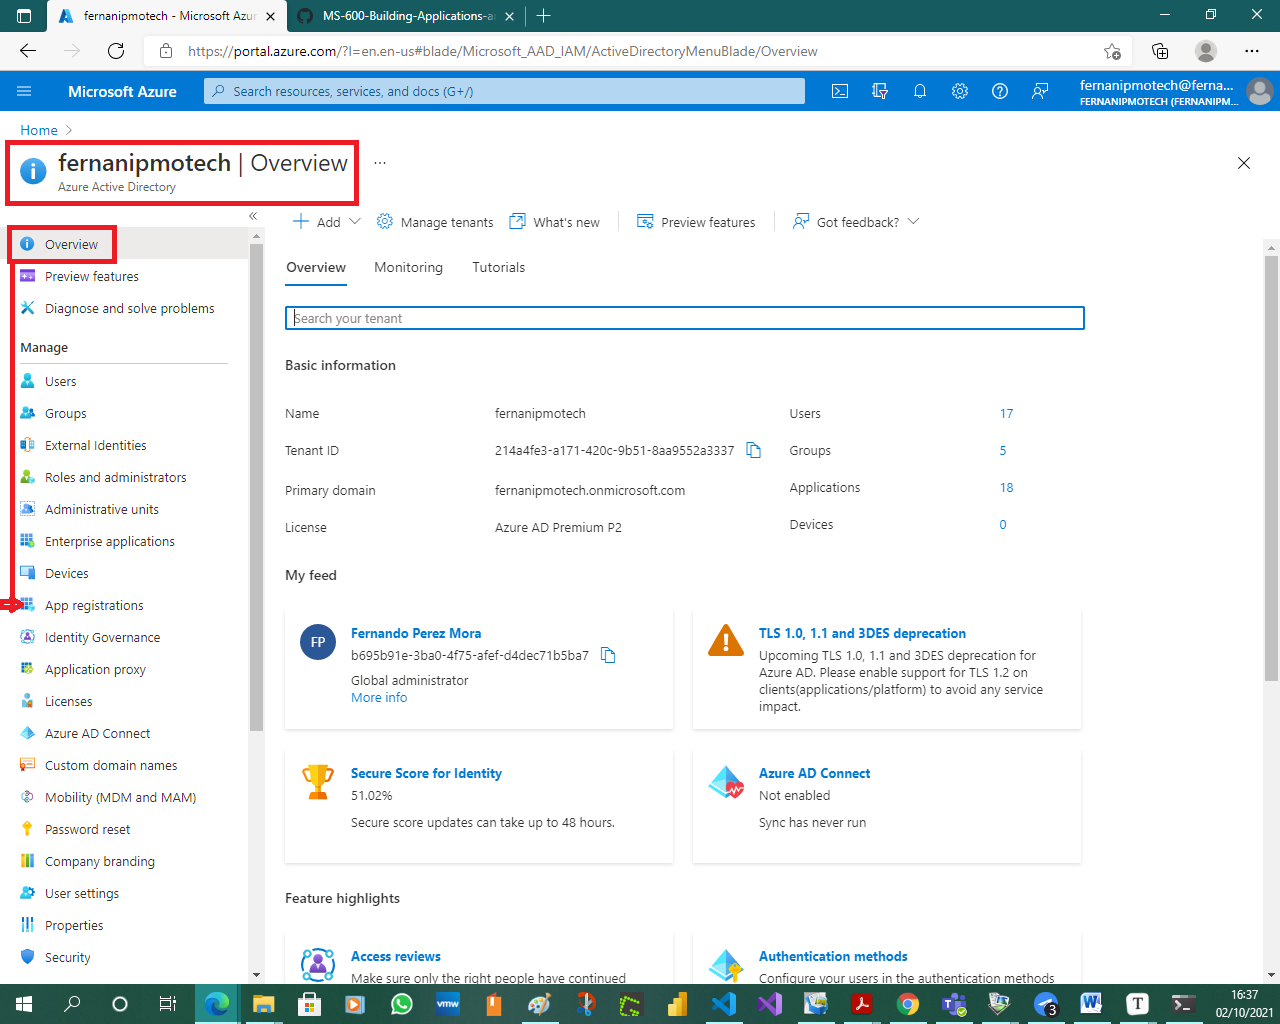 fernanipmotech - Microsoft Azur
MS-600-Building-Applications-a
https://portal.azure.com/?l=en.en-us#blade/Microsoft_AAD_IAM/ActiveDirectoryMenuBlade/Overview
Microsoft Azure
Search resources, services, and docs (G+/)
fernanipmotech@ferna...
FERNANIPMOTECH (FERNANIPM...
Home
fernanipmotech | Overview
Azure Active Directory
Overview
Preview features
Diagnose and solve problems
Manage
Users
Groups
External Identities
Roles and administrators
Administrative units
Enterprise applications
Devices
App registrations
Identity Governance
Application proxy
Licenses
Azure AD Connect
Custom domain names
Mobility (MDM and MAM)
Password reset
Company branding
User settings
Properties
Security
Add
Manage tenants
What's new
Preview features
Got feedback?
Overview
Monitoring
Tutorials
Search your tenant
Basic information
Name fernanipmotech
Tenant ID 214a4fe3-a171-420c-9b51-8aa9552a3337
Primary domain fernanipmotech.onmicrosoft.com
License Azure AD Premium P2
Users 17
Groups 5
Applications 18
Devices 0
My feed
FP
Fernando Perez Mora
b695b91e-3ba0-4f75-afef-d4dec71b5ba7
Global administrator
More info
TLS 1.0, 1.1 and 3DES deprecation
Upcoming TLS 1.0, 1.1 and 3DES deprecation for
Azure AD. Please enable support for TLS 1.2 on
clients(applications/platform) to avoid any service
impact.
Secure Score for Identity
51.02%
Secure score updates can take up to 48 hours.
Azure AD Connect
Not enabled
Sync has never run
Feature highlights
Access reviews
Make sure only the right people have continued
Authentication methods
Configure your users in the authentication methods
vmw
3
T
16:37
02/10/2021